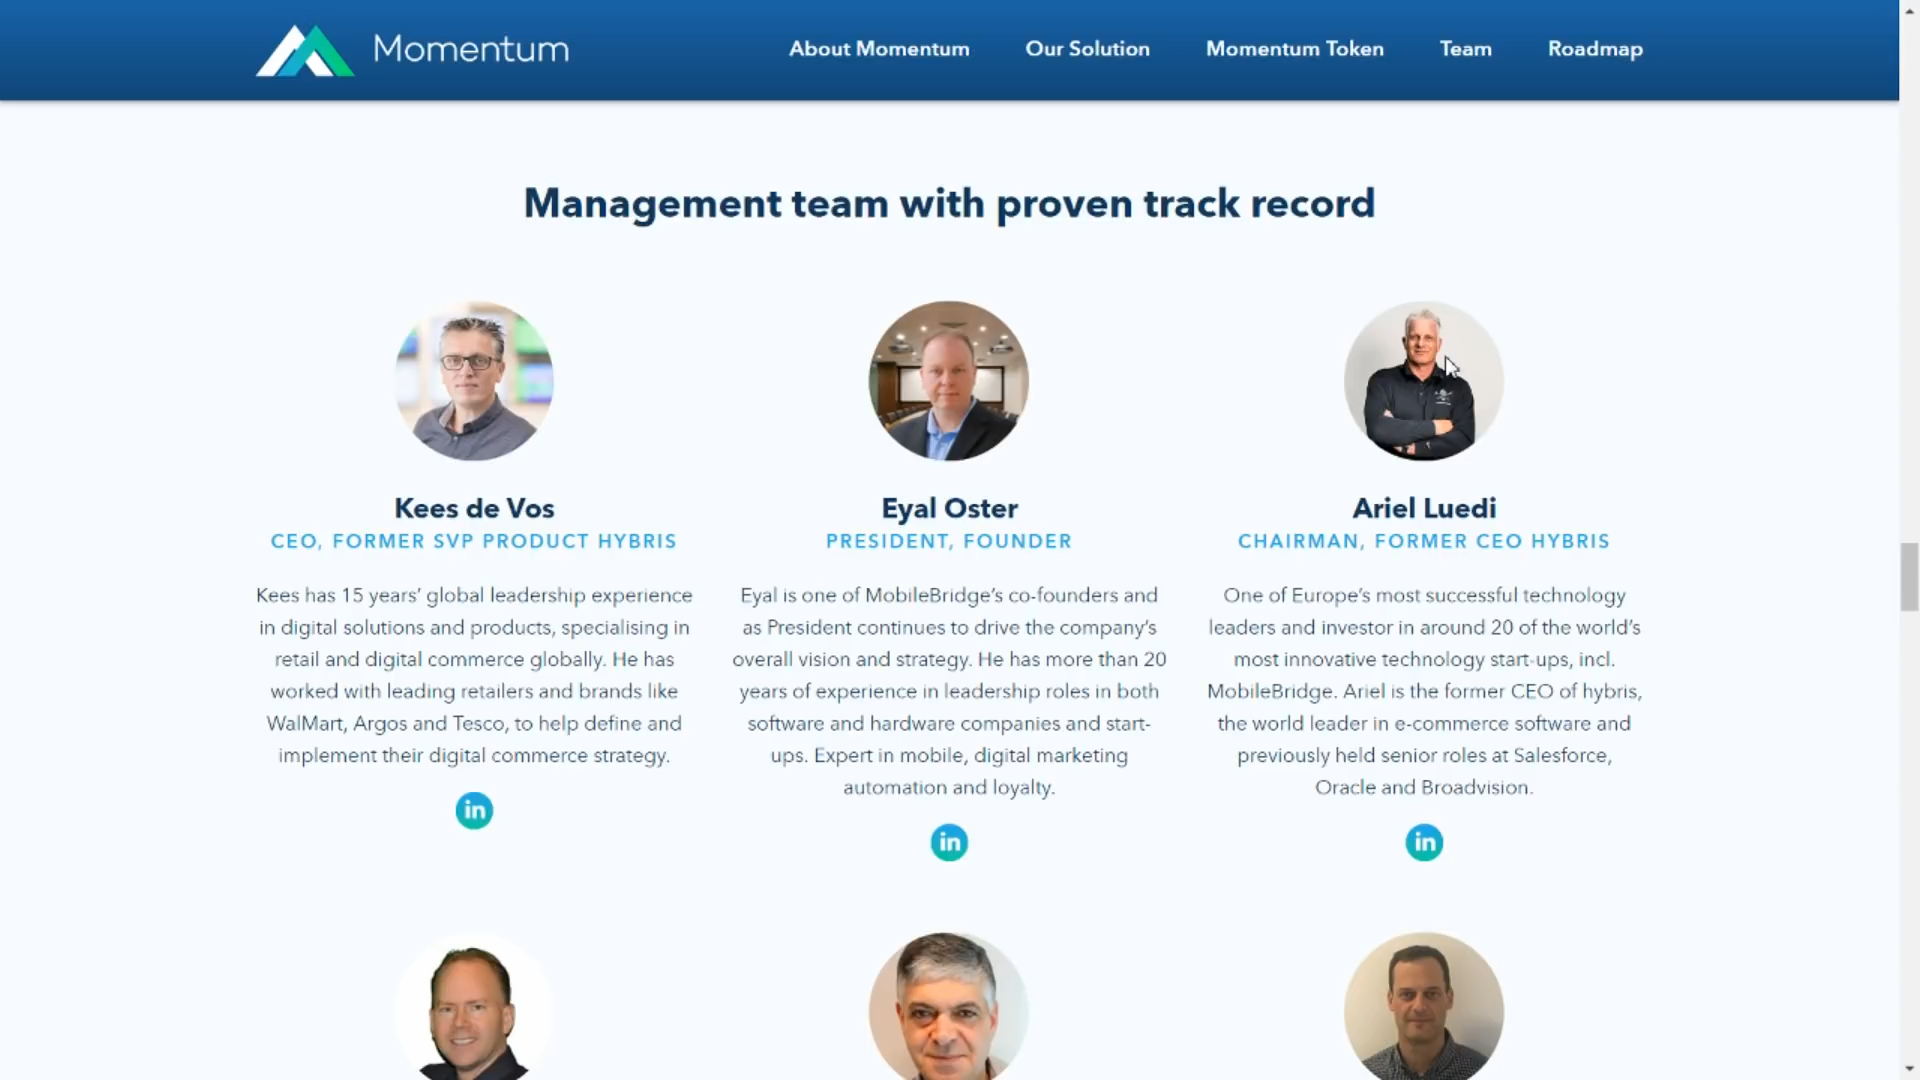 Momentum
About Momentum
Our Solution
Momentum Token
Team
Roadmap
Management team with proven track record
Kees de Vos
CEO, FORMER SVP PRODUCT HYBRIS
Kees has 15 years’ global leadership experience
in digital solutions and products, specialising in
retail and digital commerce globally. He has
worked with leading retailers and brands like
WalMart, Argos and Tesco, to help define and
implement their digital commerce strategy.
in
Eyal Oster
PRESIDENT, FOUNDER
Eyal is one of MobileBridge’s co-founders and
as President continues to drive the company’s
overall vision and strategy. He has more than 20
years of experience in leadership roles in both
software and hardware companies and start-
ups. Expert in mobile, digital marketing
automation and loyalty.
in
Ariel Luedi
CHAIRMAN, FORMER CEO HYBRIS
One of Europe’s most successful technology
leaders and investor in around 20 of the world’s
most innovative technology start-ups, incl.
MobileBridge. Ariel is the former CEO of hybris,
the world leader in e-commerce software and
previously held senior roles at Salesforce,
Oracle and Broadvision.
in